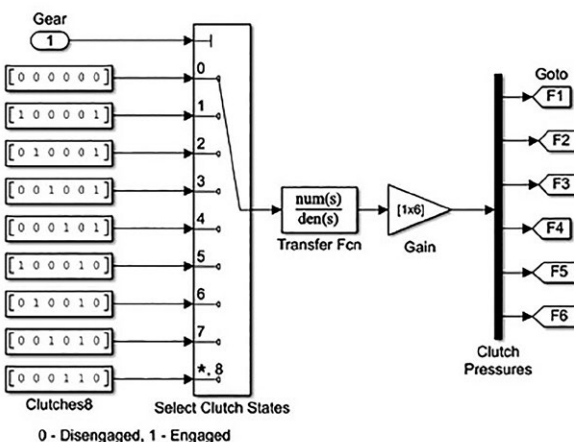 Gear
1
[0 0 0 0 0 0]
[1 0 0 0 0 1]
[0 1 0 0 0 1]
[0 0 1 0 0 1]
[0 0 0 1 0 1]
[1 0 0 0 1 0]
[0 1 0 0 1 0]
[0 0 1 0 1 0]
[0 0 0 1 1 0]
Clutches8
0
1
2
3
4
5
6
7
*, 8
Select Clutch States
num(s)
den(s)
Transfer Fcn
[1x6]
Gain
Clutch
Pressures
Goto
F1
F2
F3
F4
F5
F6
0 - Disengaged, 1 - Engaged